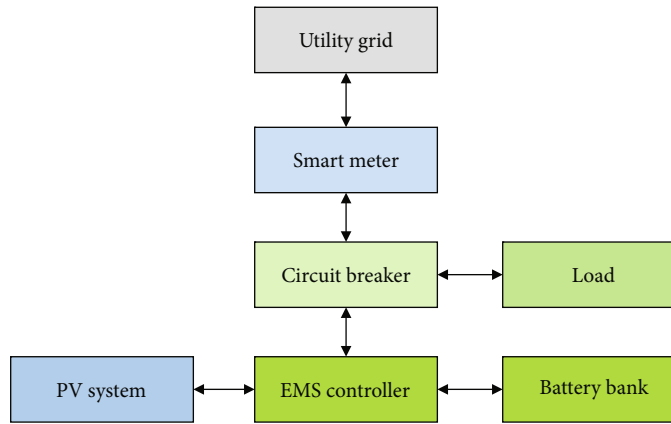 Utility grid
Smart meter
Circuit breaker
Load
PV system
EMS controller
Battery bank